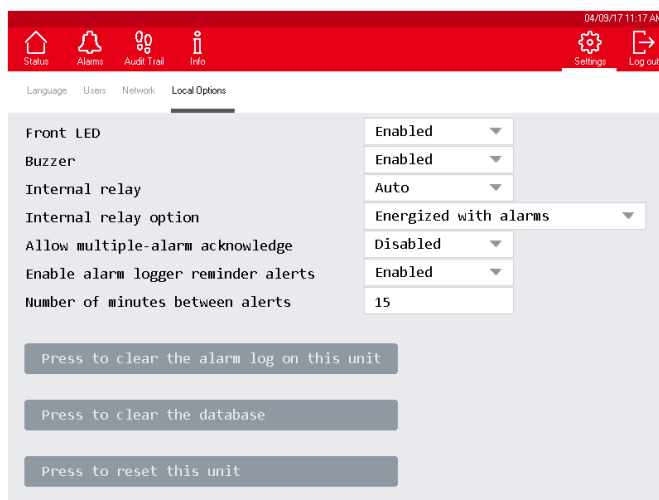 04/09/17 11:17 AM
Status Alarms Audit Trail Info Settings Log out
Language Users Network Local Options
Front LED Enabled
Buzzer Enabled
Internal relay Auto
Internal relay option Energized with alarms
Allow multiple-alarm acknowledge Disabled
Enable alarm logger reminder alerts Enabled
Number of minutes between alerts 15
Press to clear the alarm log on this unit
Press to clear the database
Press to reset this unit